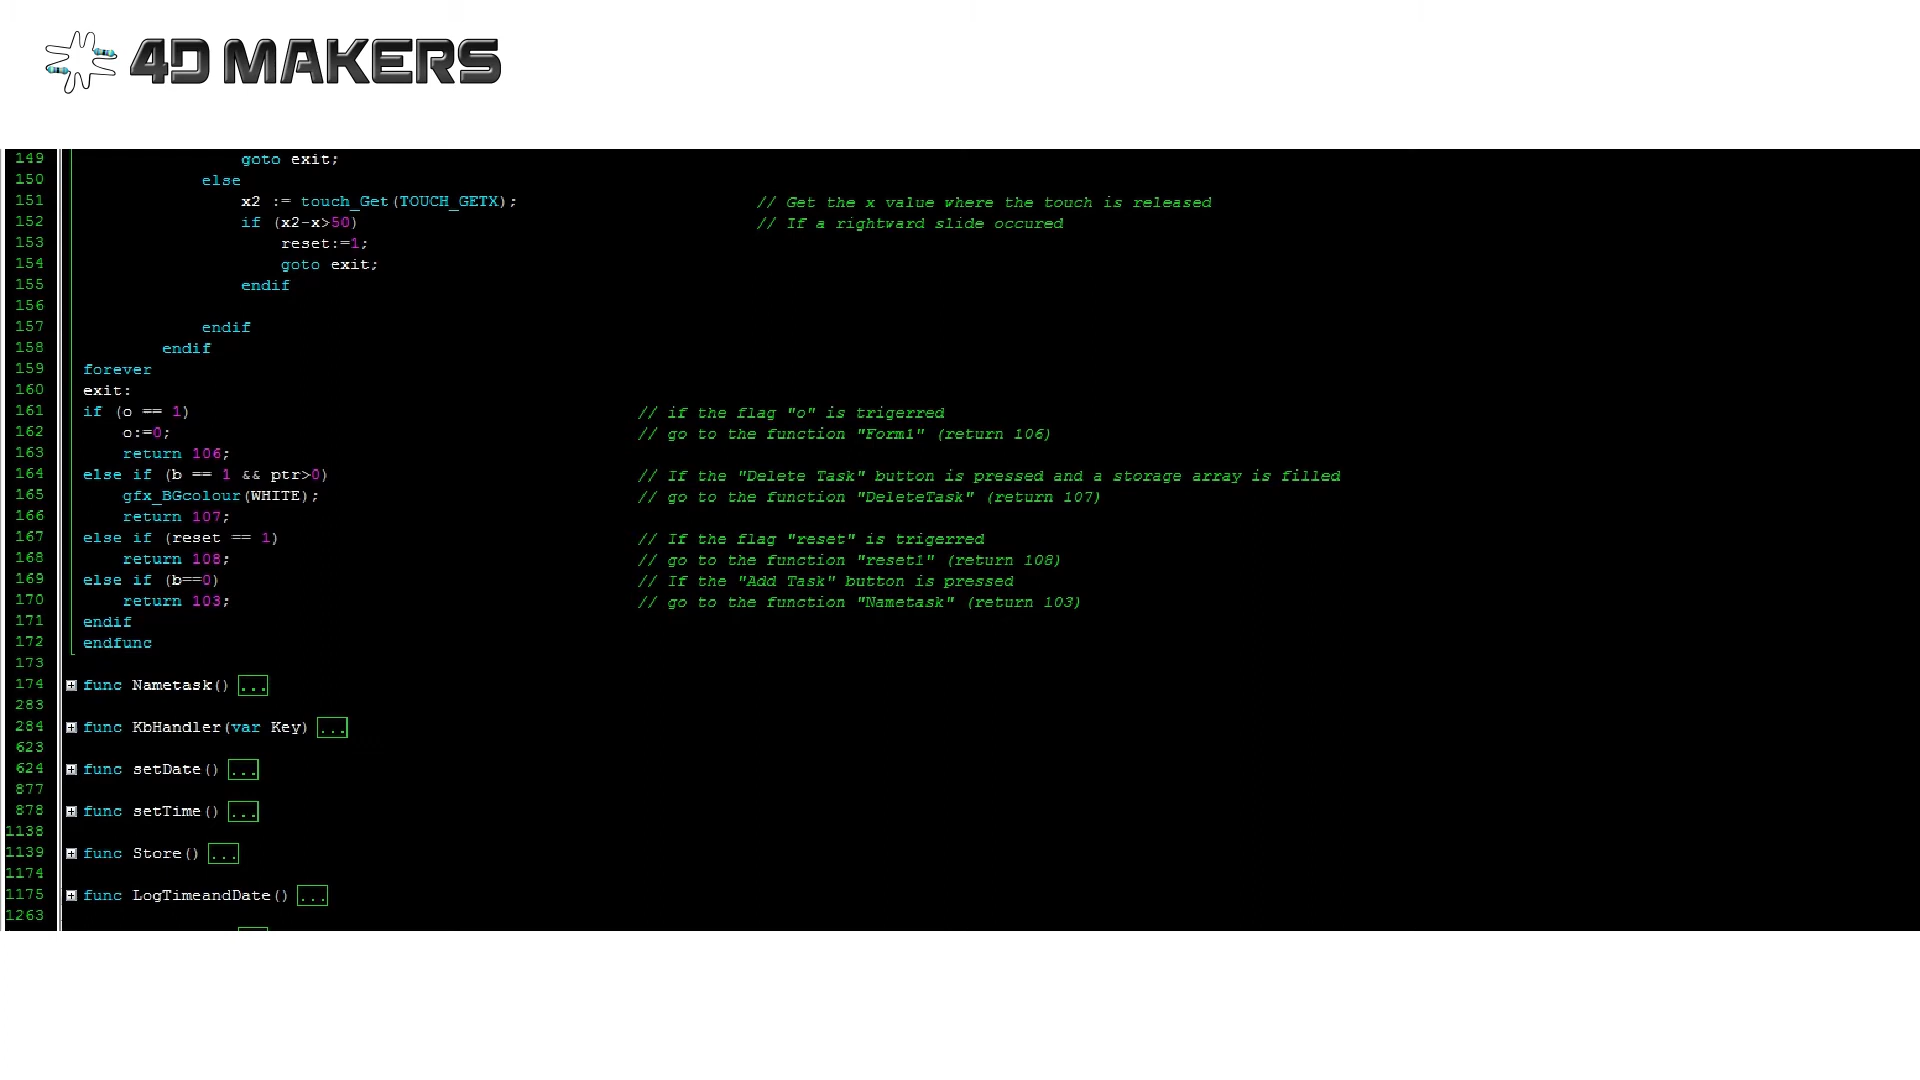 4D MAKERS
149 goto exit;
150 else
151 x2 := touch_Get(TOUCH_GETX); // Get the x value where the touch is released
152 if (x2-x>50) // If a rightward slide occured
153 reset:=1;
154 goto exit;
155 endif
156
157 endif
158 endif
159 forever
160 exit:
161 if (o == 1) // if the flag "o" is trigerred
162 o:=0; // go to the function "Form1" (return 106)
163 return 106;
164 else if (b == 1 && ptr>0) // If the "Delete Task" button is pressed and a storage array is filled
165 gfx_BGcolour(WHITE); // go to the function "DeleteTask" (return 107)
166 return 107;
167 else if (reset == 1) // If the flag "reset" is trigerred
168 return 108; // go to the function "reset1" (return 108)
169 else if (b==0) // If the "Add Task" button is pressed
170 return 103; // go to the function "Nametask" (return 103)
171 endif
172 endfunc
173
174 func Nametask() ...
283
284 func KbHandler(var Key) ...
623
624 func setDate() ...
877
878 func setTime() ...
1138
1139 func Store() ...
1174
1175 func LogTimeandDate() ...
1263